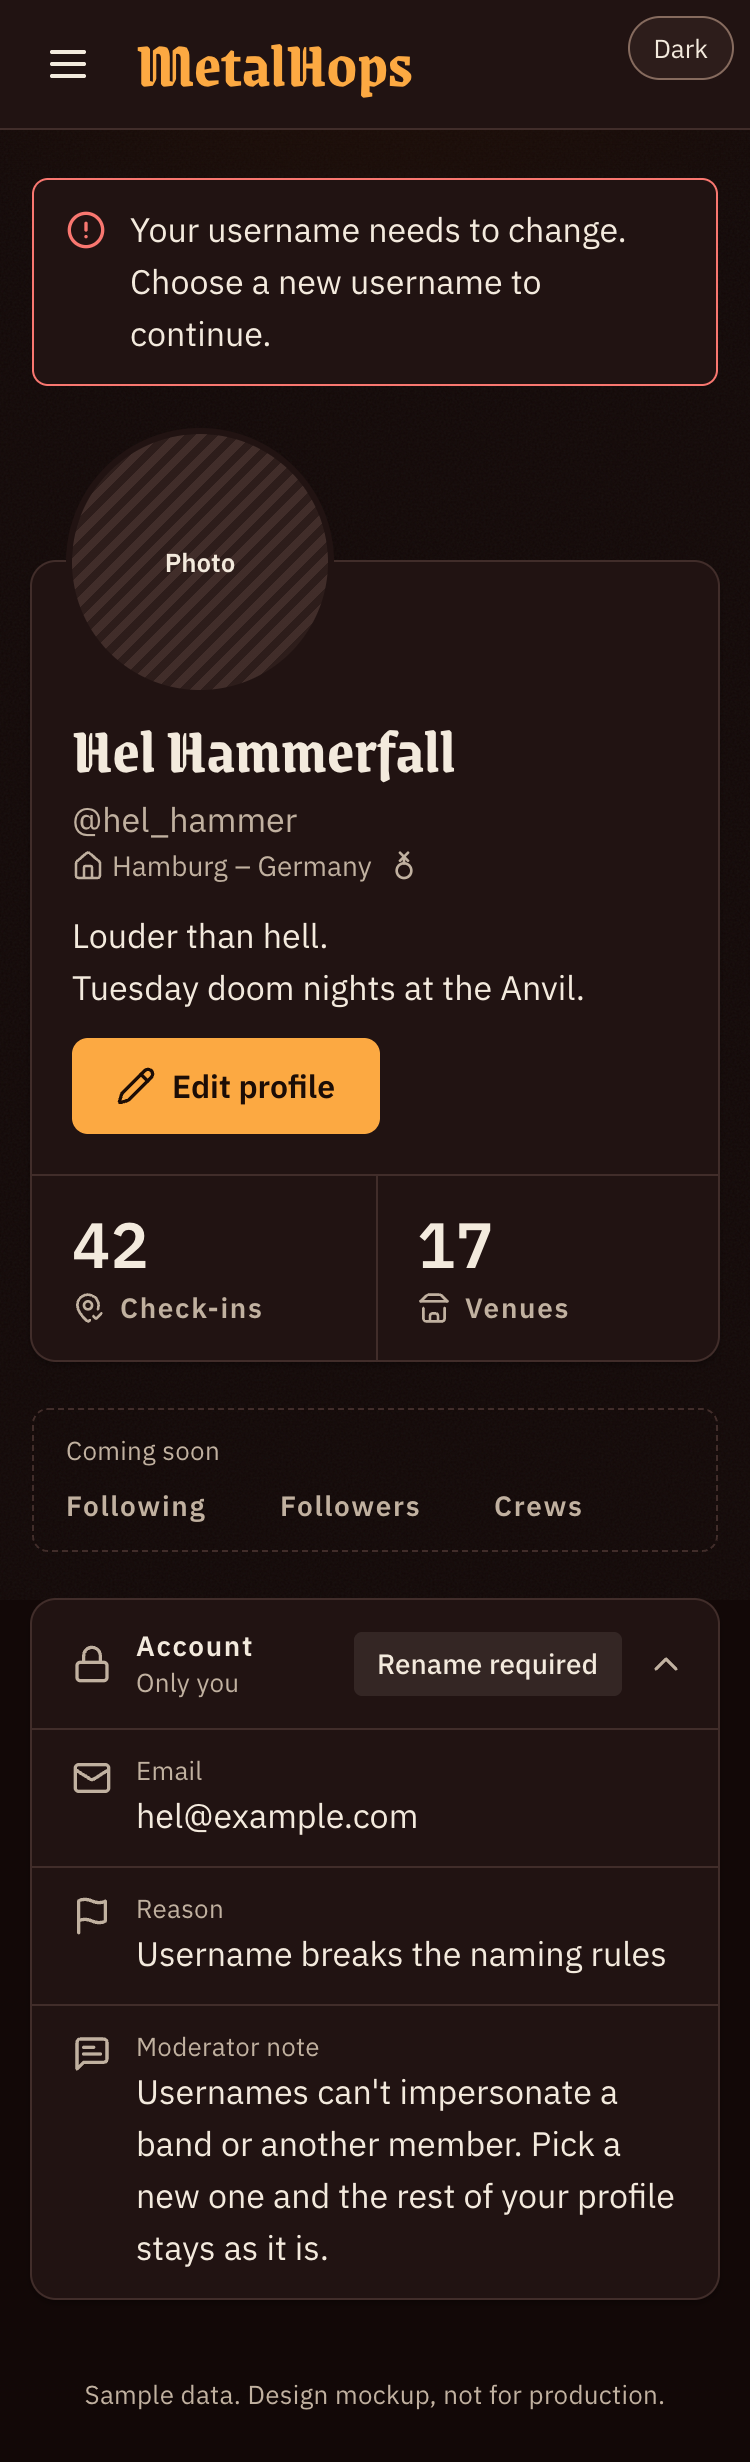 MetalHops
Dark
Your username needs to change.
Choose a new username to
continue.
Photo
Hel Hammerfall
@hel_hammer
Hamburg – Germany
Louder than hell.
Tuesday doom nights at the Anvil.
Edit profile
42
Check-ins
17
Venues
Coming soon
Following
Followers
Crews
Account
Only you
Rename required
Email
hel@example.com
Reason
Username breaks the naming rules
Moderator note
Usernames can't impersonate a
band or another member. Pick a
new one and the rest of your profile
stays as it is.
Sample data. Design mockup, not for production.